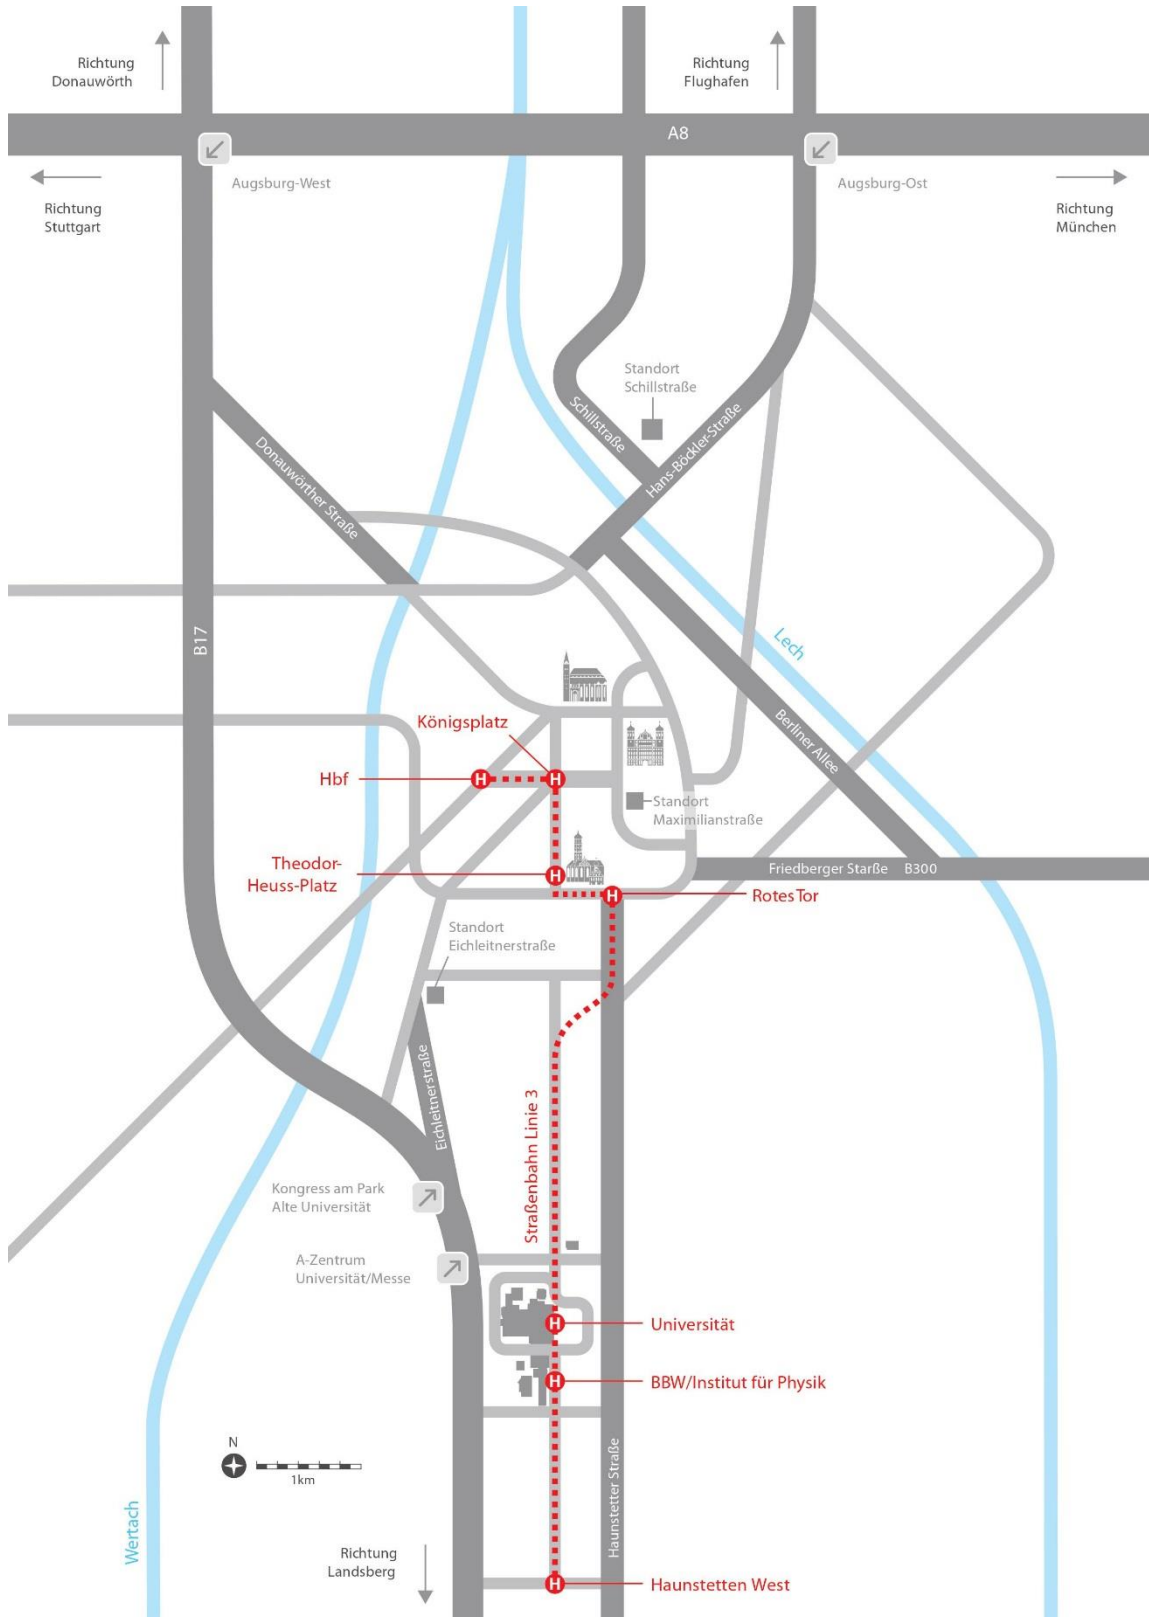 Richtung
Donauwörth
Richtung
Flughafen
A8
Augsburg-West
Augsburg-Ost
Richtung
Stuttgart
Richtung
München
Standort
Schillstraße
Schillstraße
Hans-Böckler-Straße
Donauwörther Straße
B17
Lech
Königsplatz
Berliner Allee
Hbf
H
H
Standort
Maximilianstraße
Theodor-
Heuss-Platz
H
Friedberger Starße B300
H
Rotes Tor
Standort
Eichleitnerstraße
Eichleitnerstraße
Straßenbahn Linie 3
Kongress am Park
Alte Universität
A-Zentrum
Universität/Messe
H
Universität
H
BBW/Institut für Physik
N
1km
Haunstetter Straße
Wertach
Richtung
Landsberg
H
Haunstetten West